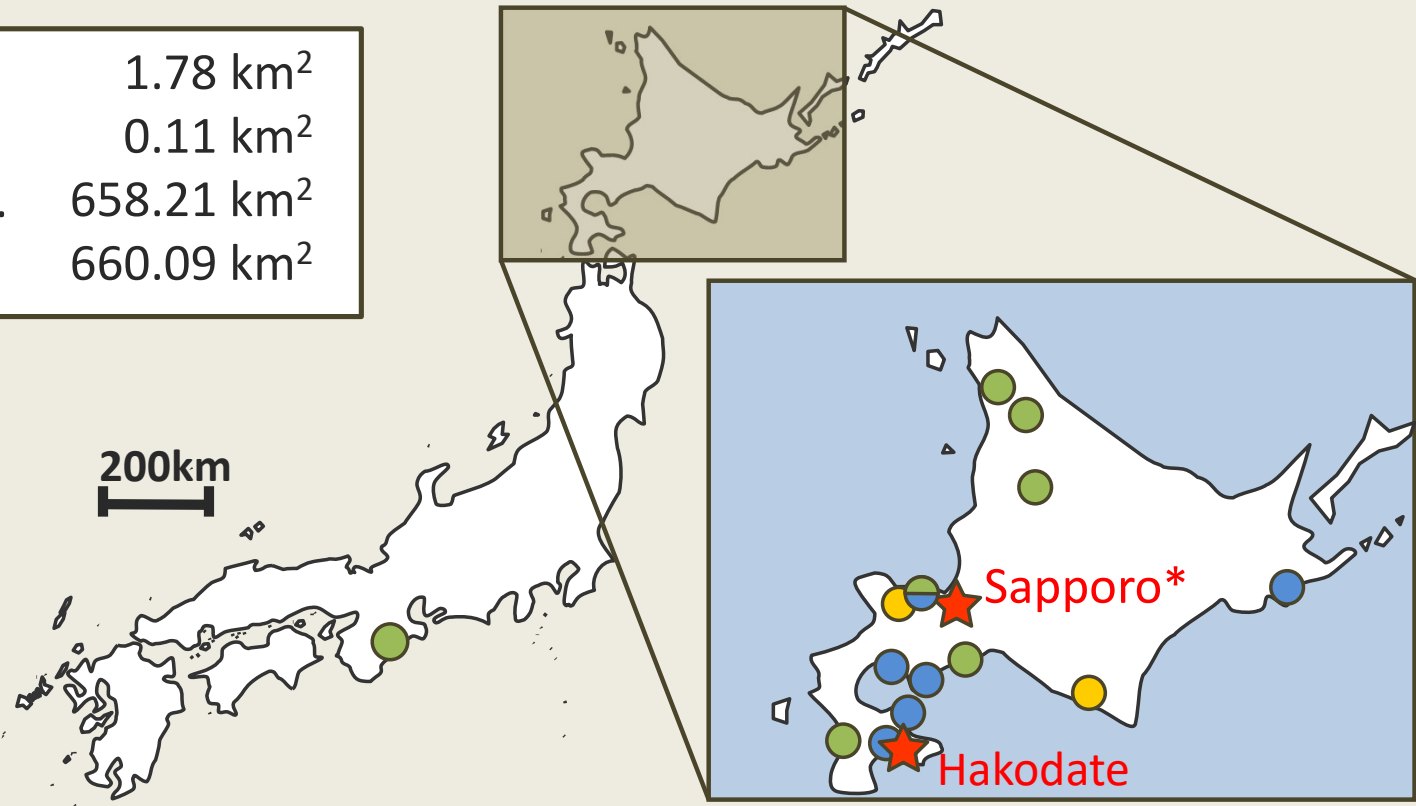 1.78 km²
0.11 km²
. 658.21 km²
660.09 km²
200km
Sapporo*
Hakodate